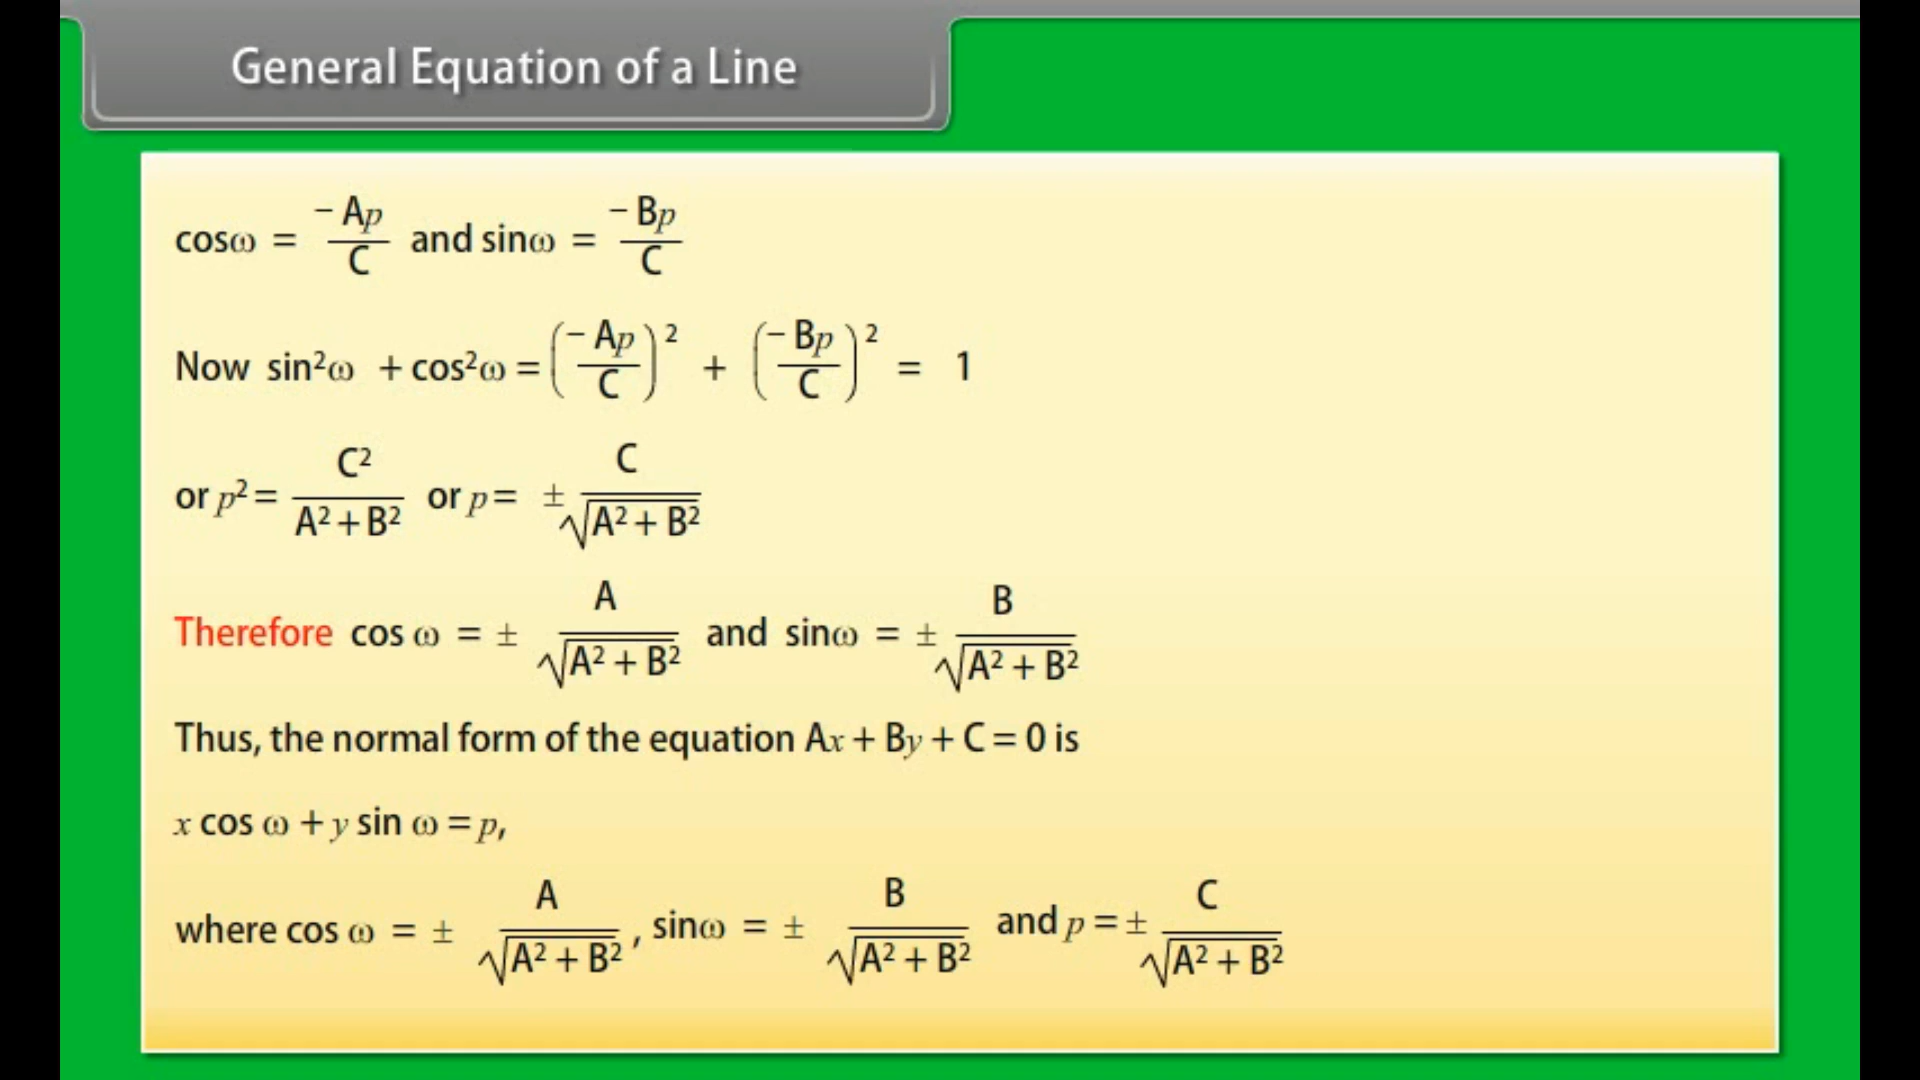 General Equation of a Line
cosω = −Ap/C and sinω = −Bp/C
Now sin²ω + cos²ω = (−Ap/C)² + (−Bp/C)² = 1
or p² = C²/A² + B² or p = ± C/√A² + B²
Therefore cos ω = ± A/√A² + B² and sinω = ± B/√A² + B²
Thus, the normal form of the equation Ax + By + C = 0 is
x cos ω + y sin ω = p,
where cos ω = ± A/√A² + B², sinω = ± B/√A² + B² and p = ± C/√A² + B²